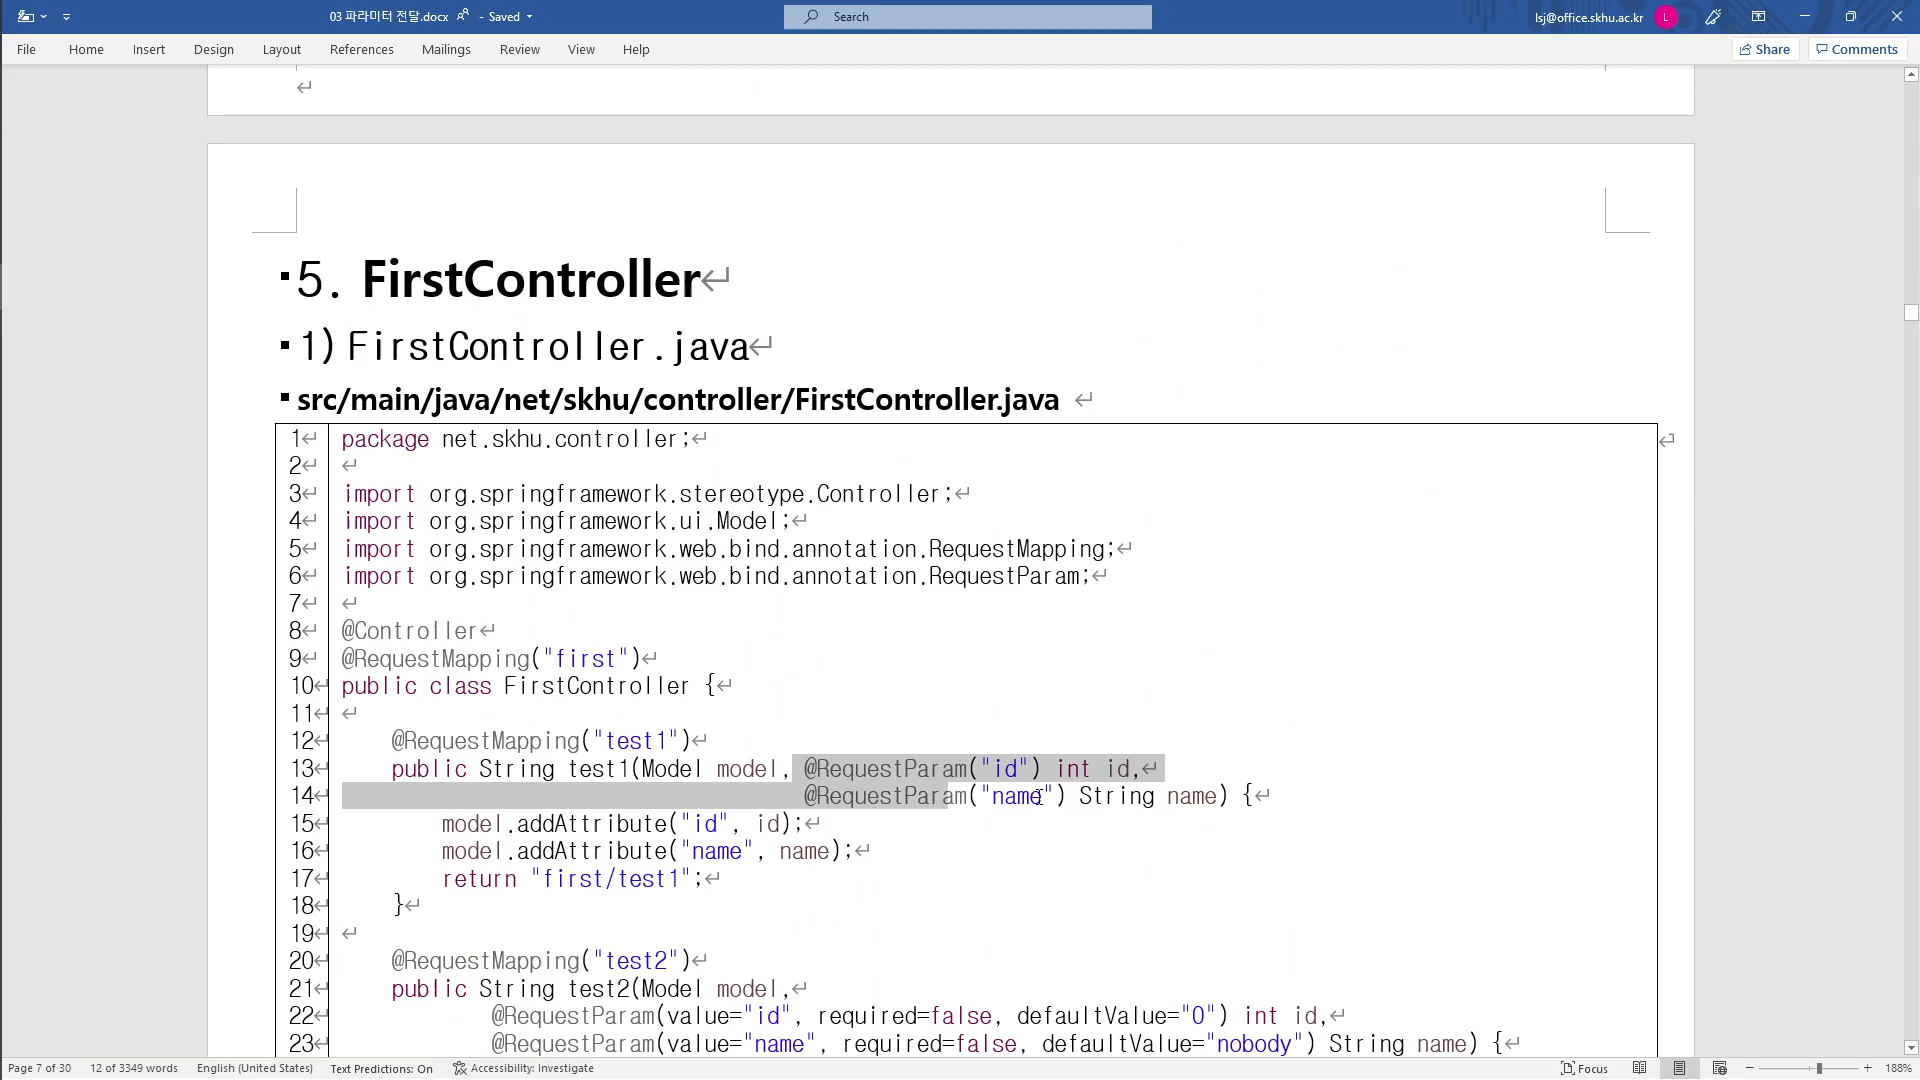 03 파라미터 전달.docx - Saved
Search
lsj@office.skhu.ac.kr L
File Home Insert Design Layout References Mailings Review View Help Share Comments
5. FirstController
1) FirstController.java
src/main/java/net/skhu/controller/FirstController.java
1 package net.skhu.controller;
2
3 import org.springframework.stereotype.Controller;
4 import org.springframework.ui.Model;
5 import org.springframework.web.bind.annotation.RequestMapping;
6 import org.springframework.web.bind.annotation.RequestParam;
7
8 @Controller
9 @RequestMapping("first")
10 public class FirstController {
11
12 @RequestMapping("test1")
13 public String test1(Model model, @RequestParam("id") int id,
14 @RequestParam("name") String name) {
15 model.addAttribute("id", id);
16 model.addAttribute("name", name);
17 return "first/test1";
18 }
19
20 @RequestMapping("test2")
21 public String test2(Model model,
22 @RequestParam(value="id", required=false, defaultValue="0") int id,
23 @RequestParam(value="name", required=false, defaultValue="nobody") String name) {
Page 7 of 30 12 of 3349 words English (United States) Text Predictions: On Accessibility: Investigate Focus 188%